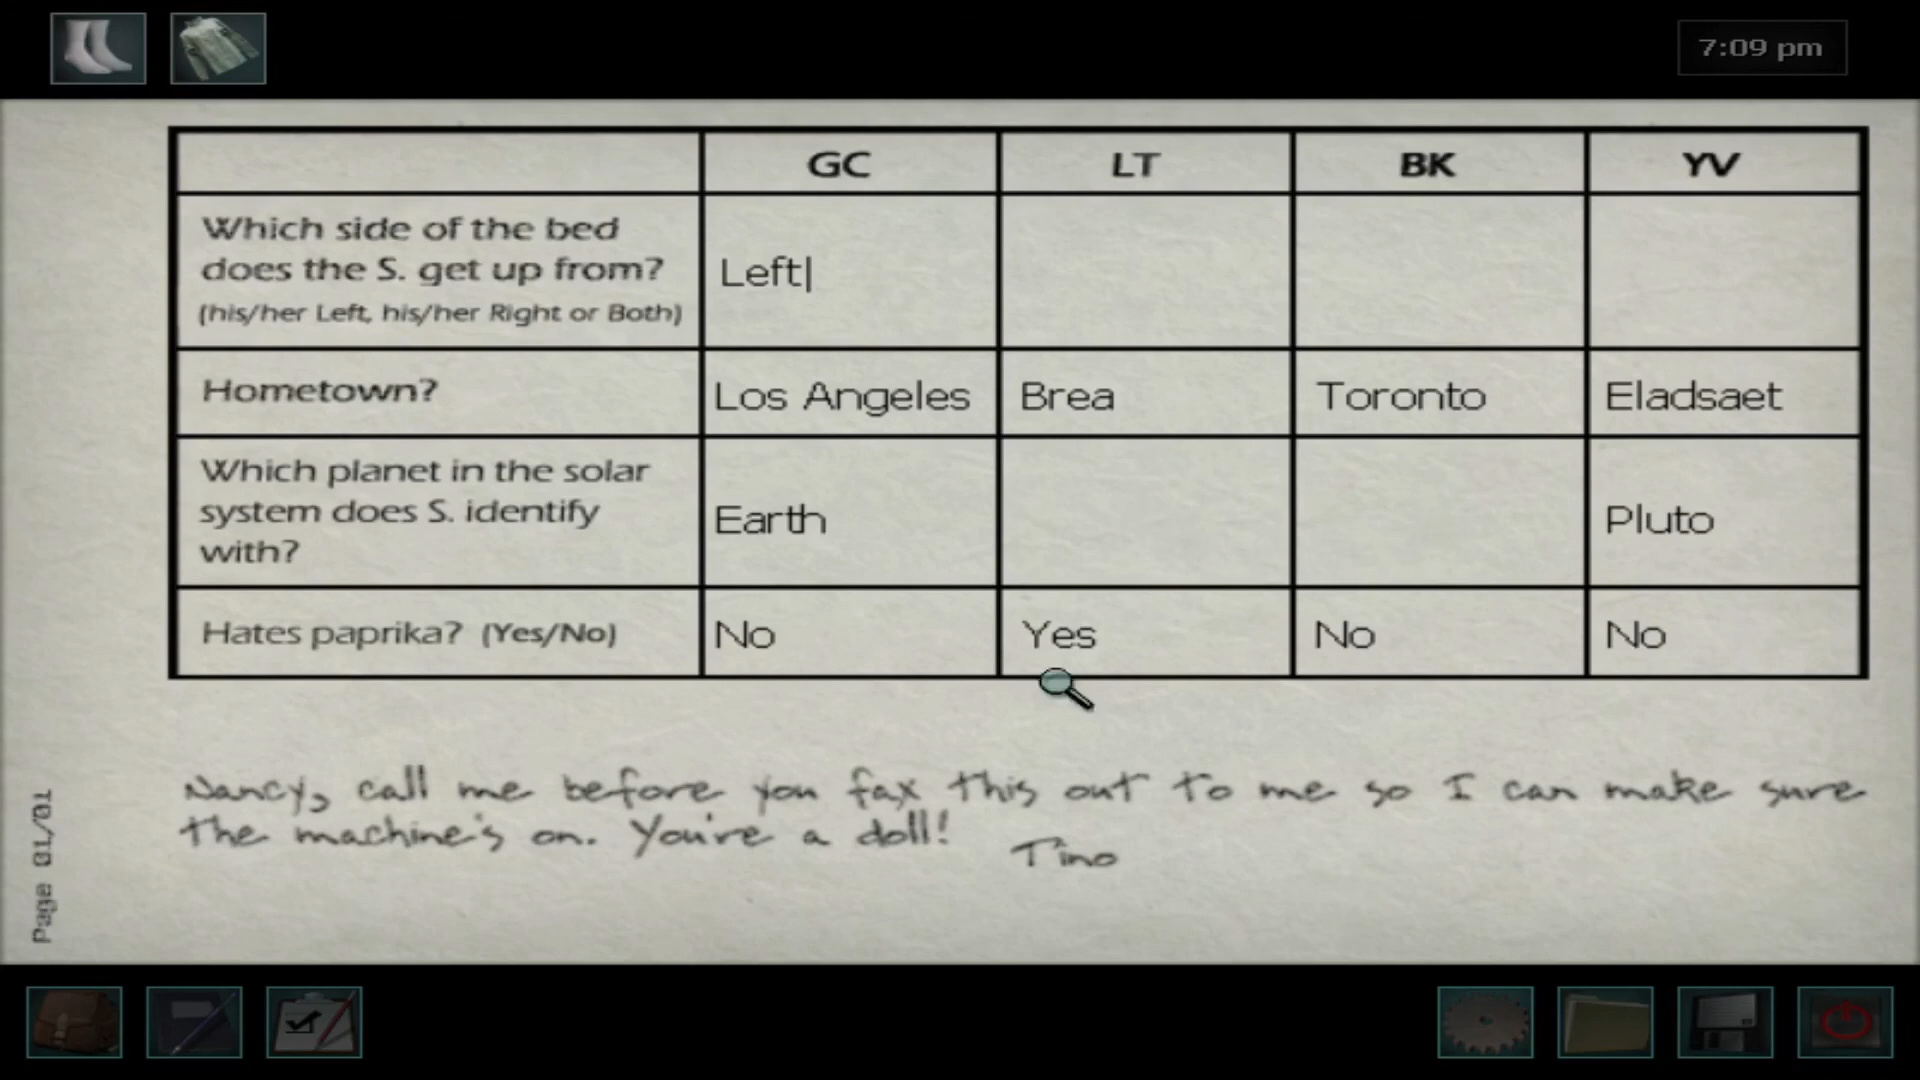 7:09 pm
GC LT BK YV
Which side of the bed
does the S. get up from?
(his/her Left, his/her Right or Both)
Left
Hometown? Los Angeles Brea Toronto Eladsaet
Which planet in the solar
system does S. identify
with?
Earth Pluto
Hates paprika? (Yes/No) No Yes No No
Nancy, call me before you fax this out to me so I can make sure
the machine's on. You're a doll!
Tino
Page 01/01